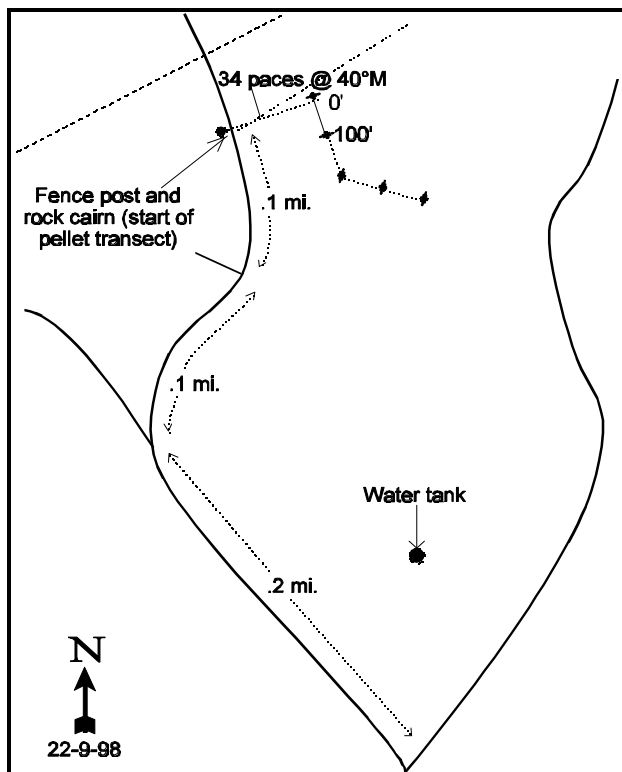 34 paces @ 40°M
0'
100'
Fence post and
rock cairn (start of
pellet transect)
.1 mi.
.1 mi.
Water tank
.2 mi.
N
22-9-98